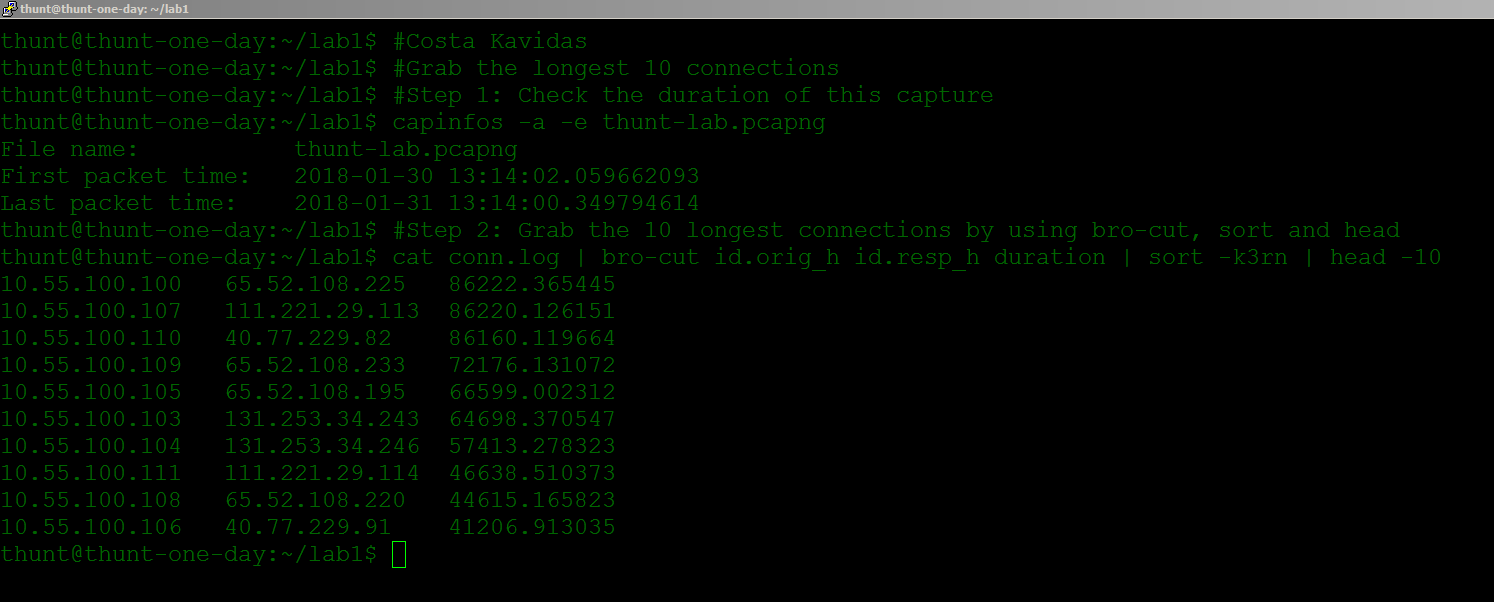 thunt@thunt-one-day: ~/lab1
thunt@thunt-one-day:~/lab1$ #Costa Kavidas
thunt@thunt-one-day:~/lab1$ #Grab the longest 10 connections
thunt@thunt-one-day:~/lab1$ #Step 1: Check the duration of this capture
thunt@thunt-one-day:~/lab1$ capinfos -a -e thunt-lab.pcapng
File name:           thunt-lab.pcapng
First packet time:   2018-01-30 13:14:02.059662093
Last packet time:    2018-01-31 13:14:00.349794614
thunt@thunt-one-day:~/lab1$ #Step 2: Grab the 10 longest connections by using bro-cut, sort and head
thunt@thunt-one-day:~/lab1$ cat conn.log | bro-cut id.orig_h id.resp_h duration | sort -k3rn | head -10
10.55.100.100   65.52.108.225   86222.365445
10.55.100.107   111.221.29.113  86220.126151
10.55.100.110   40.77.229.82    86160.119664
10.55.100.109   65.52.108.233   72176.131072
10.55.100.105   65.52.108.195   66599.002312
10.55.100.103   131.253.34.243  64698.370547
10.55.100.104   131.253.34.246  57413.278323
10.55.100.111   111.221.29.114  46638.510373
10.55.100.108   65.52.108.220   44615.165823
10.55.100.106   40.77.229.91    41206.913035
thunt@thunt-one-day:~/lab1$